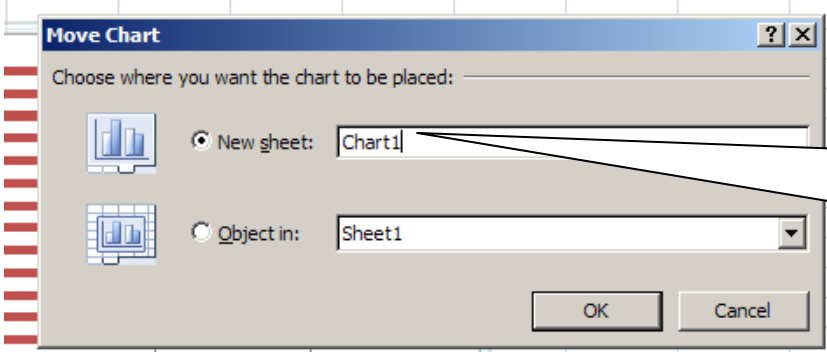 Move Chart
Choose where you want the chart to be placed:
New sheet: Chart1
Object in: Sheet1
OK Cancel